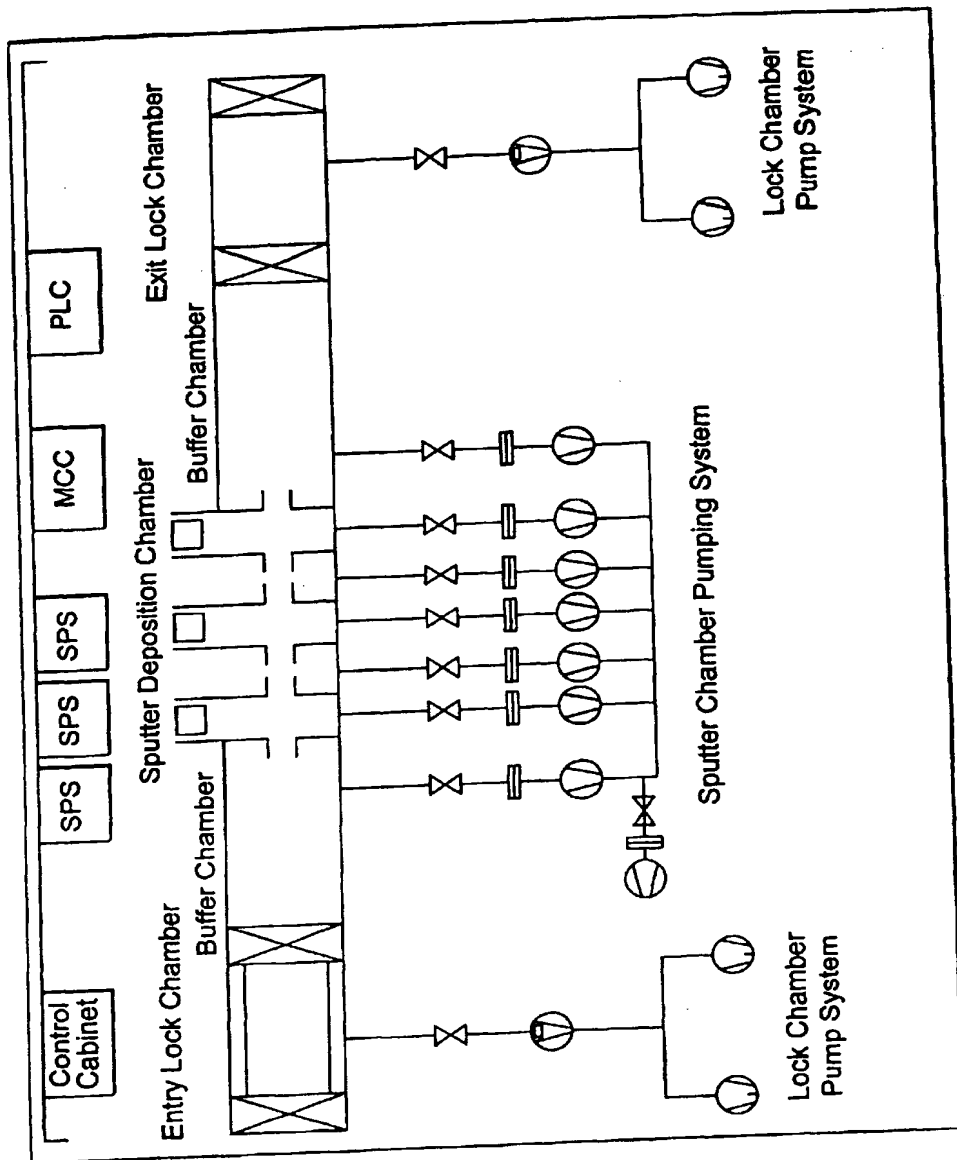 Control
Cabinet
SPS
SPS
SPS
MCC
PLC
Entry Lock Chamber
Buffer Chamber
Sputter Deposition Chamber
Buffer Chamber
Exit Lock Chamber
Lock Chamber
Pump System
Sputter Chamber Pumping System
Lock Chamber
Pump System